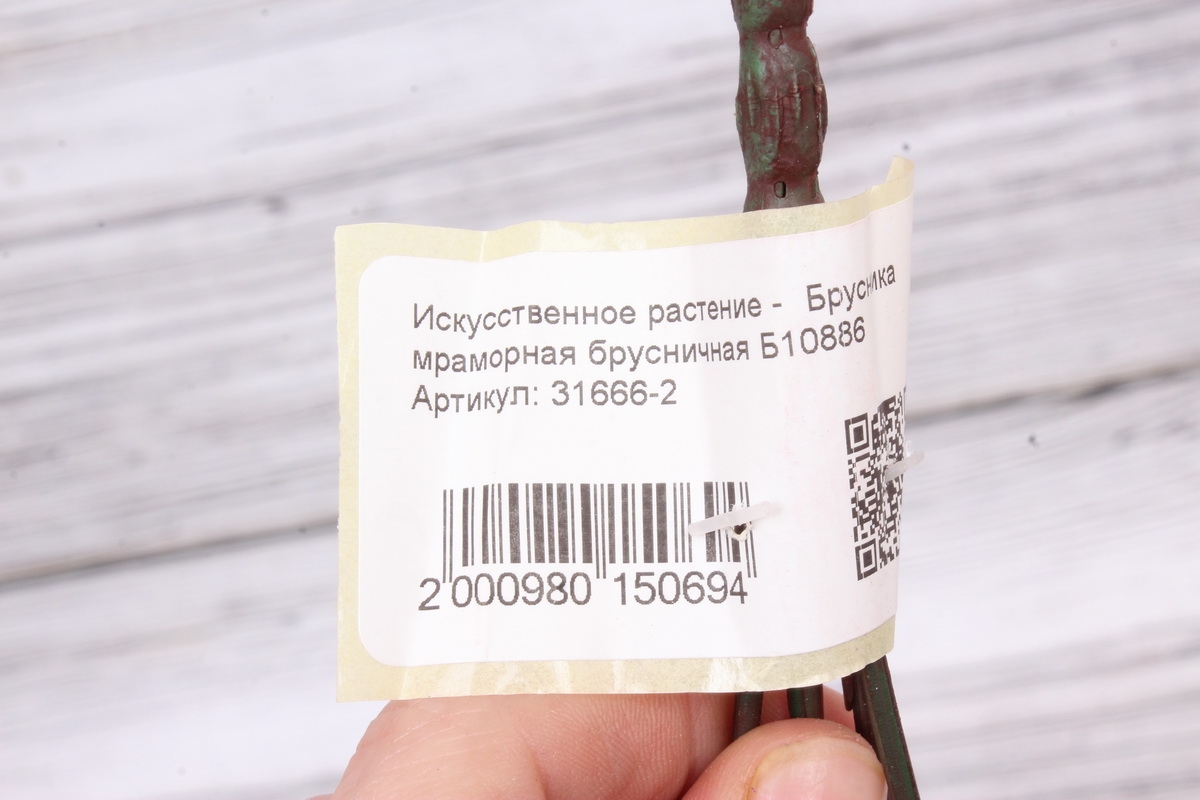 Искусственное растение - Брусника
мраморная брусничная Б10886
Артикул: 31666-2
2 000980 150694